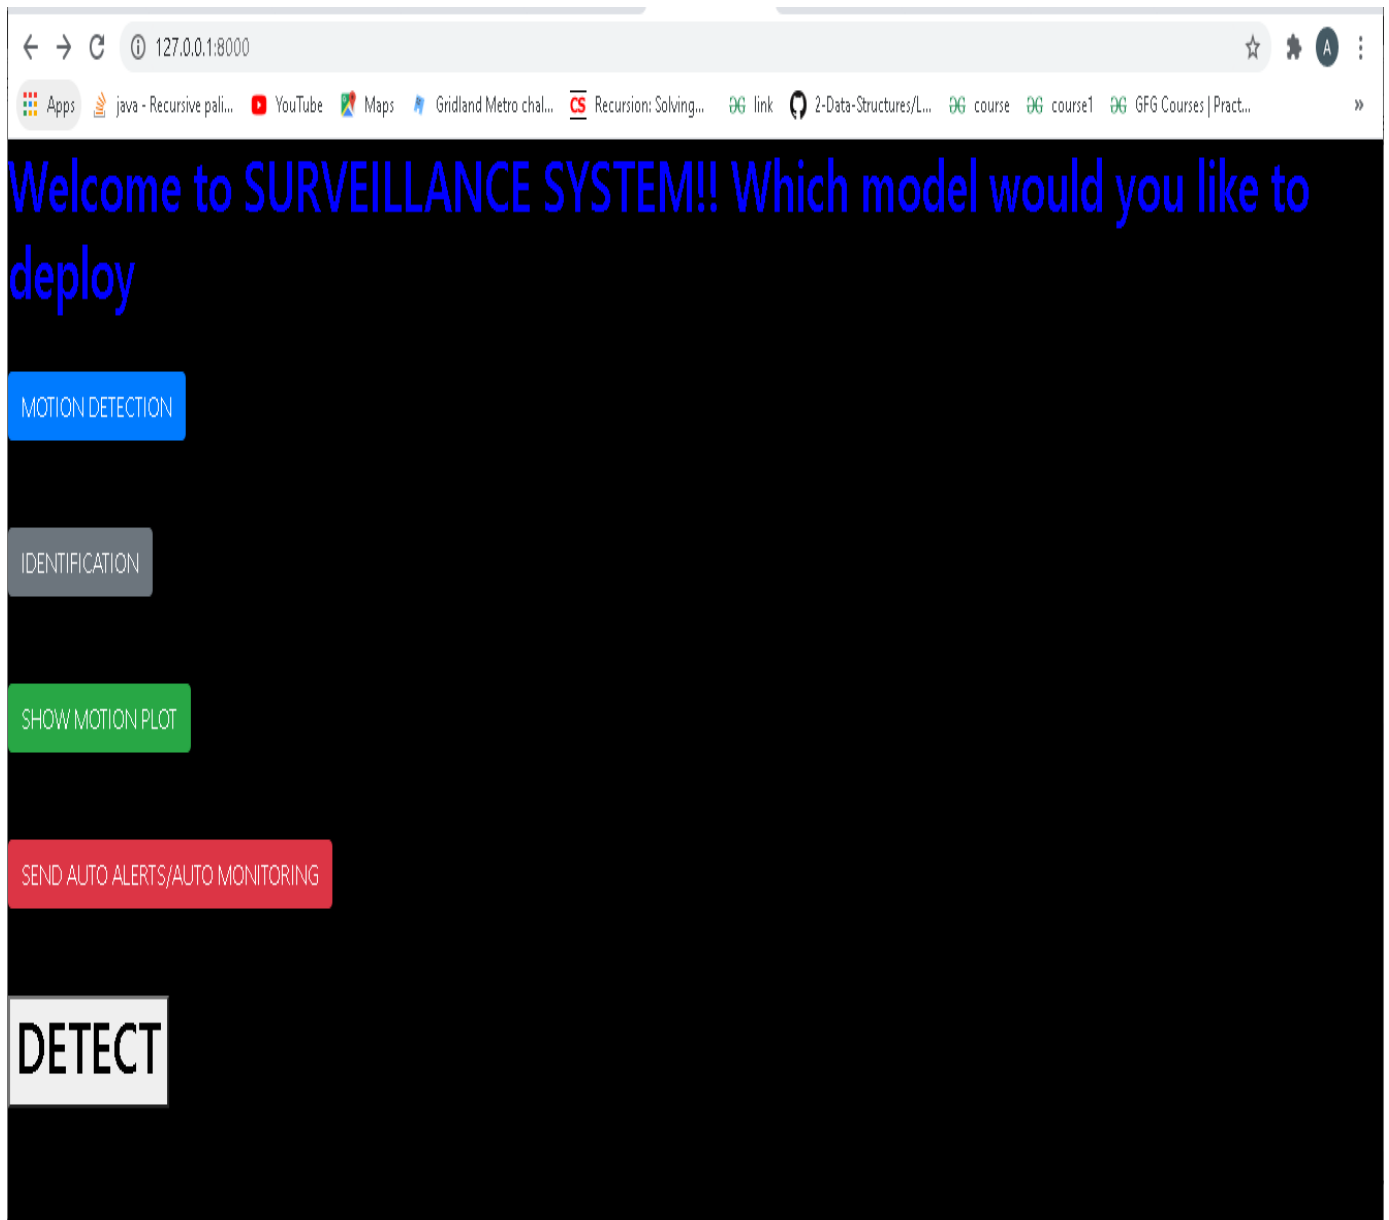 127.0.0.1:8000
A
Apps java - Recursive pali... YouTube Maps Gridland Metro chal... CS Recursion: Solving... link 2-Data-Structures/L... course course1 GFG Courses | Pract... »
Welcome to SURVEILLANCE SYSTEM!! Which model would you like to
deploy
MOTION DETECTION
IDENTIFICATION
SHOW MOTION PLOT
SEND AUTO ALERTS/AUTO MONITORING
DETECT